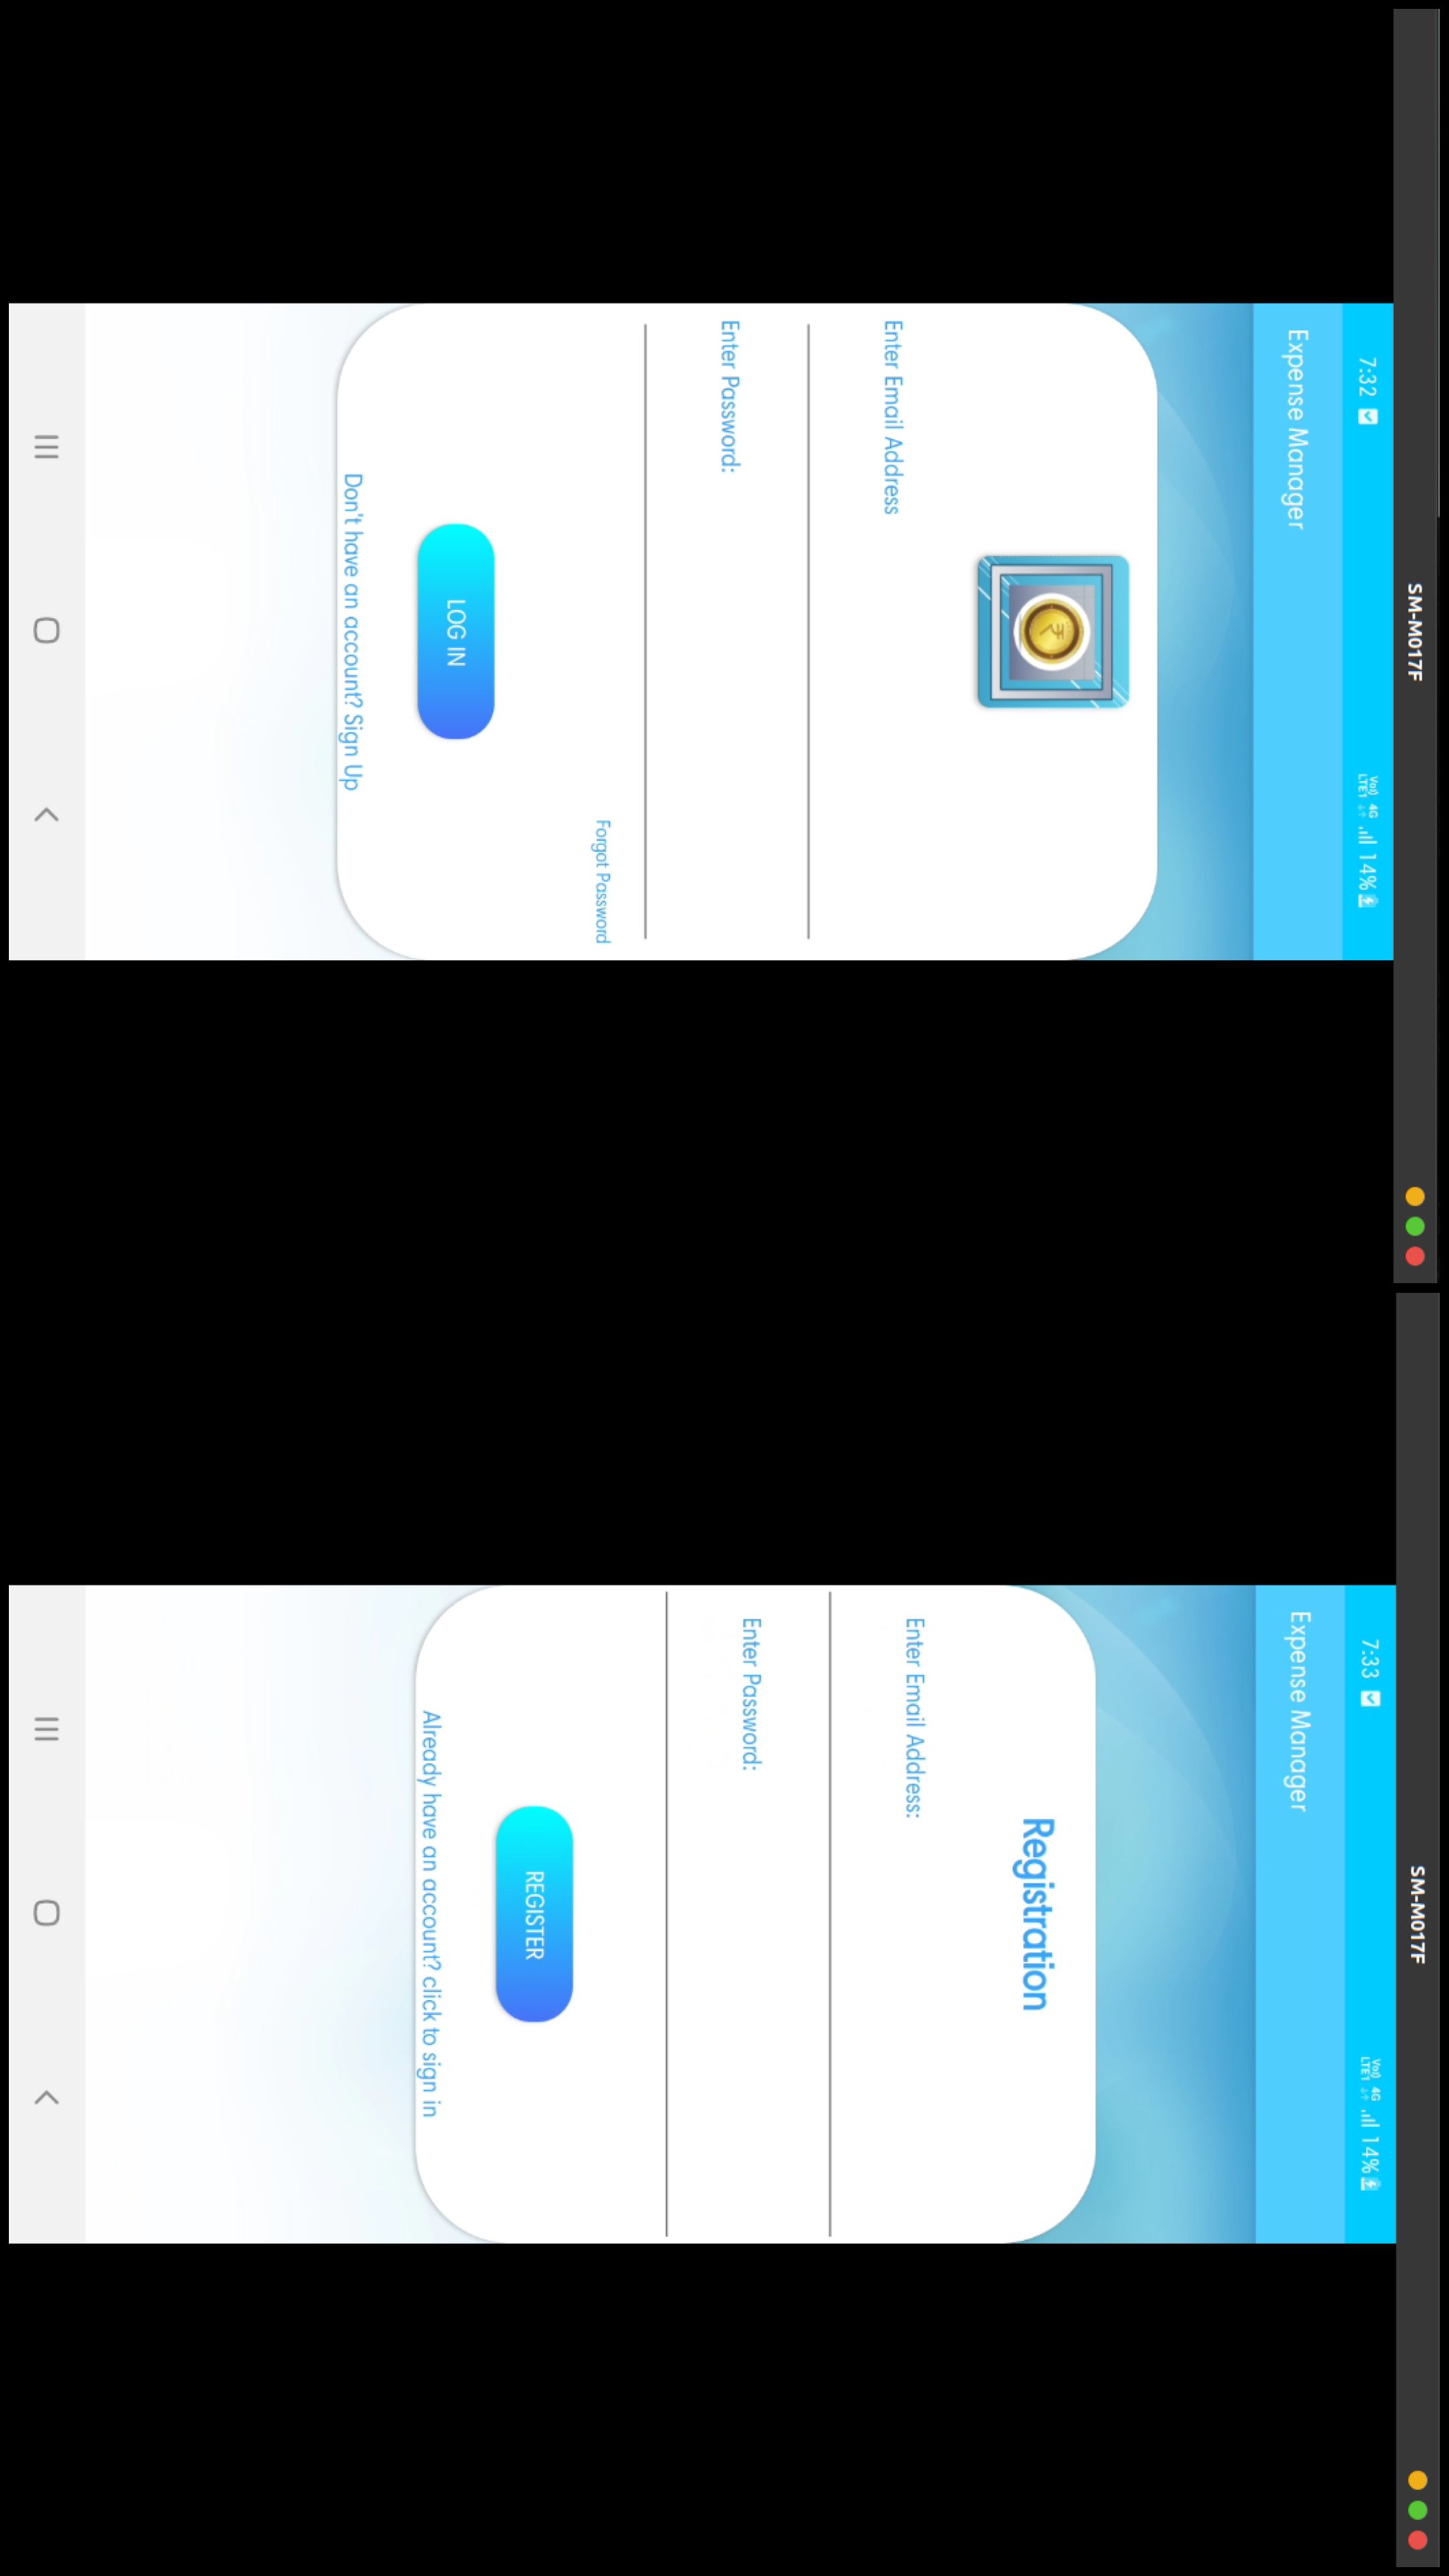 SM-M017F
7:32
Vo)) 4G
LTE1
14%
Expense Manager
₹
Enter Email Address
Enter Password:
Forgot Password
LOG IN
Don't have an account? Sign Up
SM-M017F
7:33
Vo)) 4G
LTE1
14%
Expense Manager
Registration
Enter Email Address:
Enter Password:
REGISTER
Already have an account? click to sign in